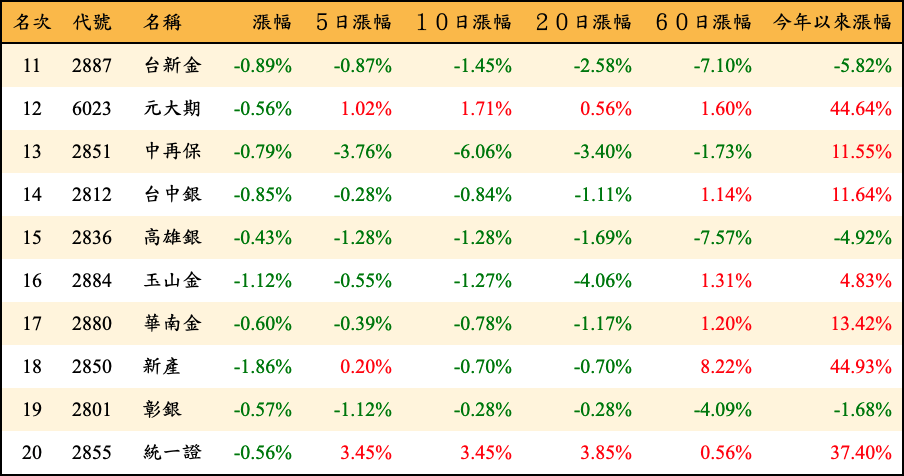 名次 代號 名稱 漲幅 ５日漲幅 １０日漲幅 ２０日漲幅 ６０日漲幅 今年以來漲幅
11 2887 台新金 -0.89% -0.87% -1.45% -2.58% -7.10% -5.82%
12 6023 元大期 -0.56% 1.02% 1.71% 0.56% 1.60% 44.64%
13 2851 中再保 -0.79% -3.76% -6.06% -3.40% -1.73% 11.55%
14 2812 台中銀 -0.85% -0.28% -0.84% -1.11% 1.14% 11.64%
15 2836 高雄銀 -0.43% -1.28% -1.28% -1.69% -7.57% -4.92%
16 2884 玉山金 -1.12% -0.55% -1.27% -4.06% 1.31% 4.83%
17 2880 華南金 -0.60% -0.39% -0.78% -1.17% 1.20% 13.42%
18 2850 新產 -1.86% 0.20% -0.70% -0.70% 8.22% 44.93%
19 2801 彰銀 -0.57% -1.12% -0.28% -0.28% -4.09% -1.68%
20 2855 統一證 -0.56% 3.45% 3.45% 3.85% 0.56% 37.40%